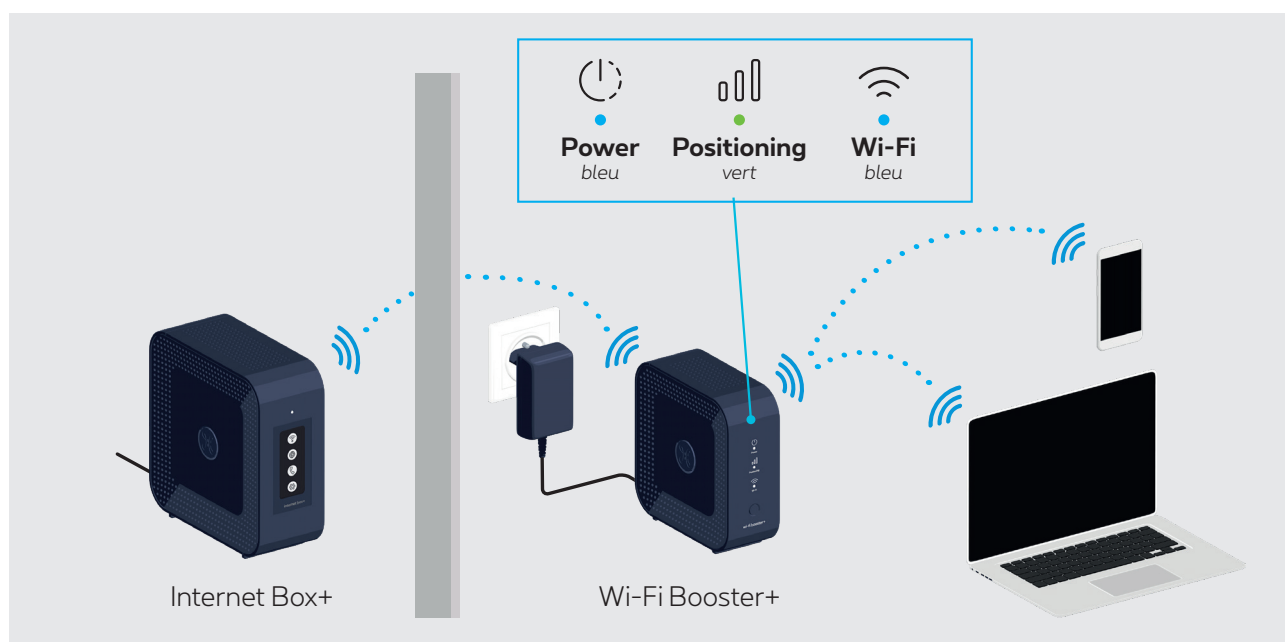 Power
Positioning
Wi-Fi
bleu
vert
bleu
Internet Box+
Wi-Fi Booster+